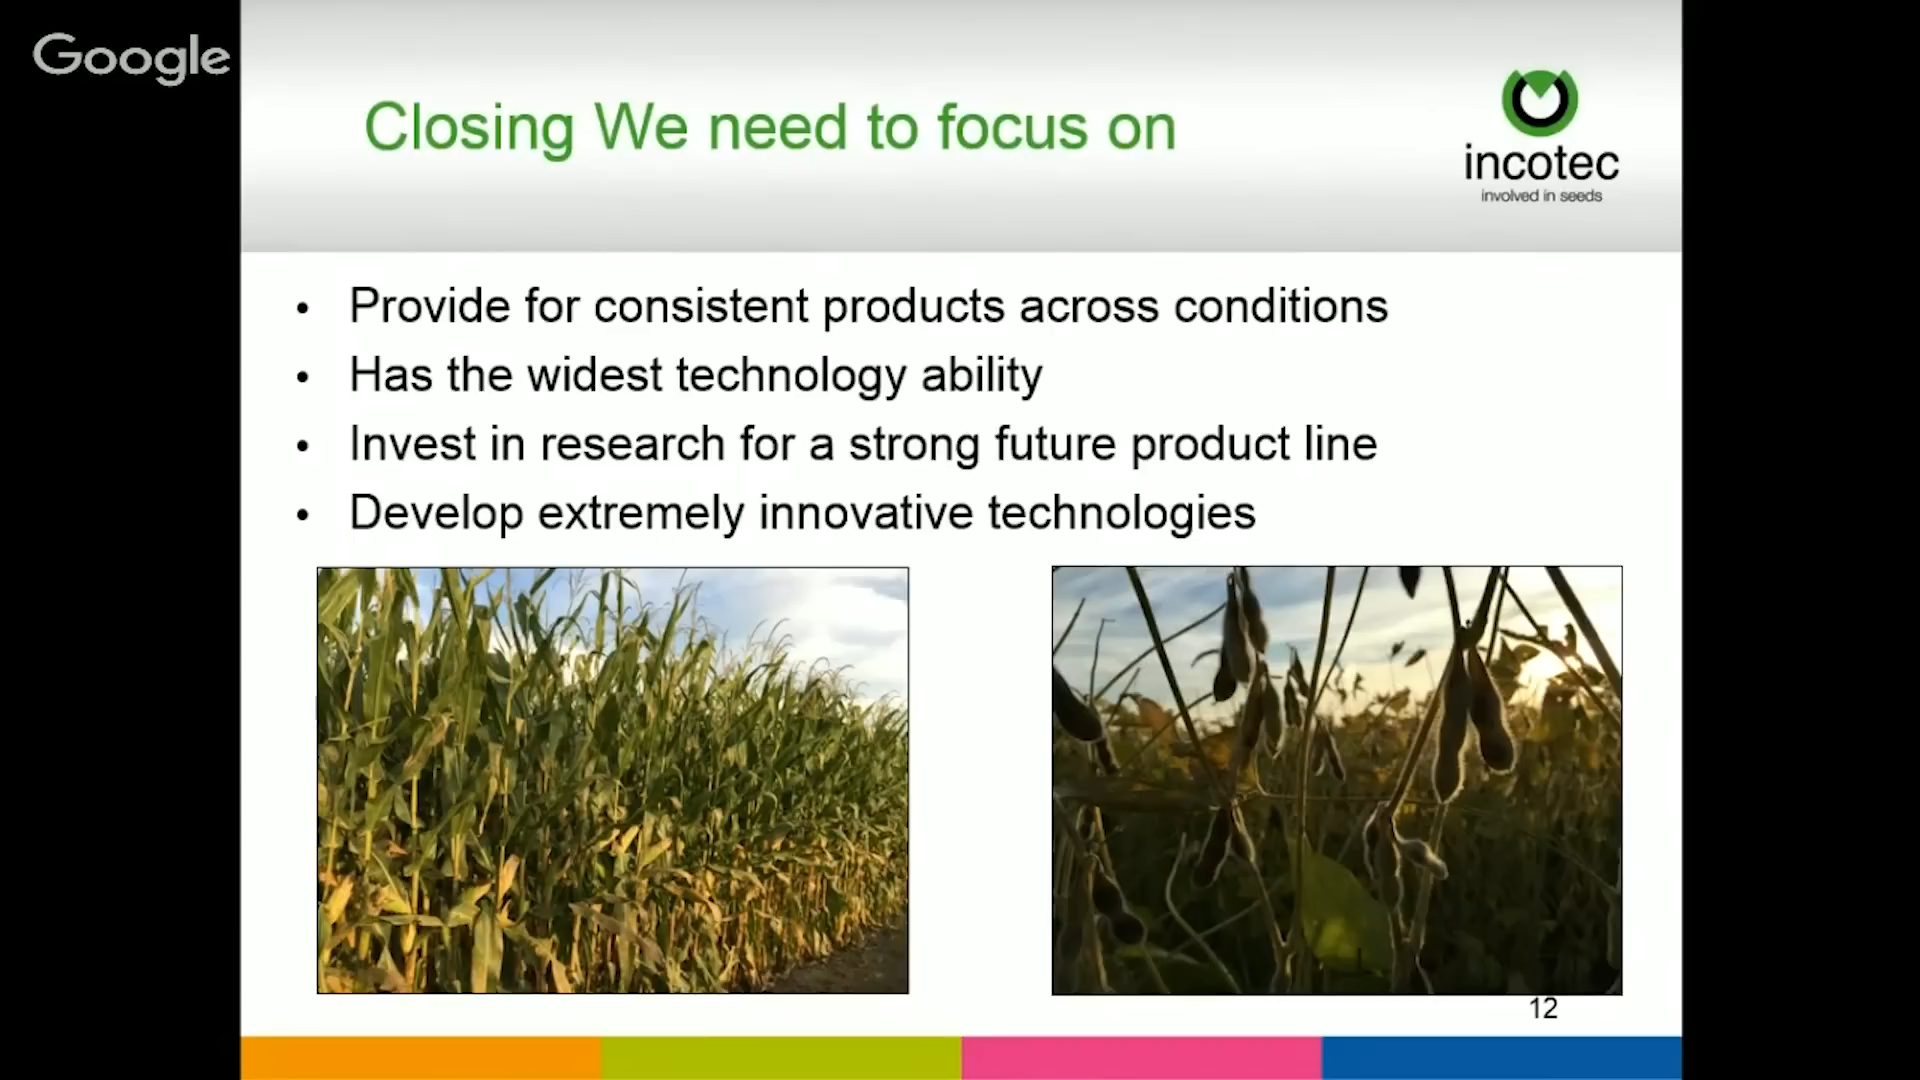 Google
Closing We need to focus on
incotec
involved in seeds
• Provide for consistent products across conditions
• Has the widest technology ability
• Invest in research for a strong future product line
• Develop extremely innovative technologies
12